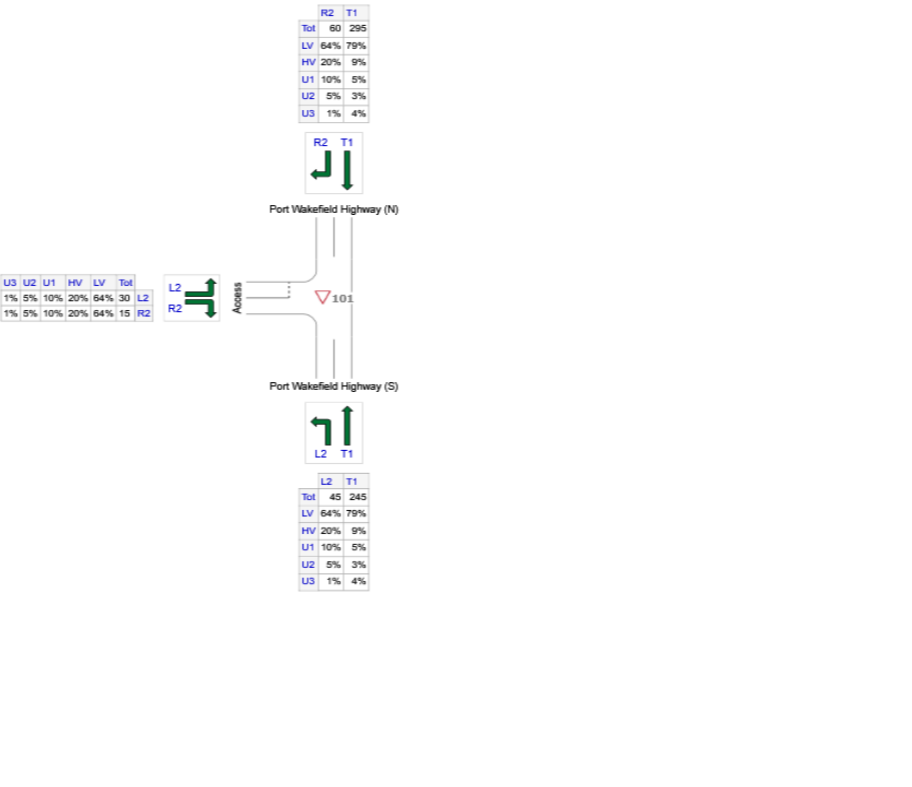 R2 T1
Tot 60 295
LV 64% 79%
HV 20% 9%
U1 10% 5%
U2 5% 3%
U3 1% 4%
R2 T1
Port Wakefield Highway (N)
U3 U2 U1 HV LV Tot
1% 5% 10% 20% 64% 30 L2
1% 5% 10% 20% 64% 15 R2
L2
R2
Access
101
Port Wakefield Highway (S)
L2 T1
L2 T1
Tot 45 245
LV 64% 79%
HV 20% 9%
U1 10% 5%
U2 5% 3%
U3 1% 4%